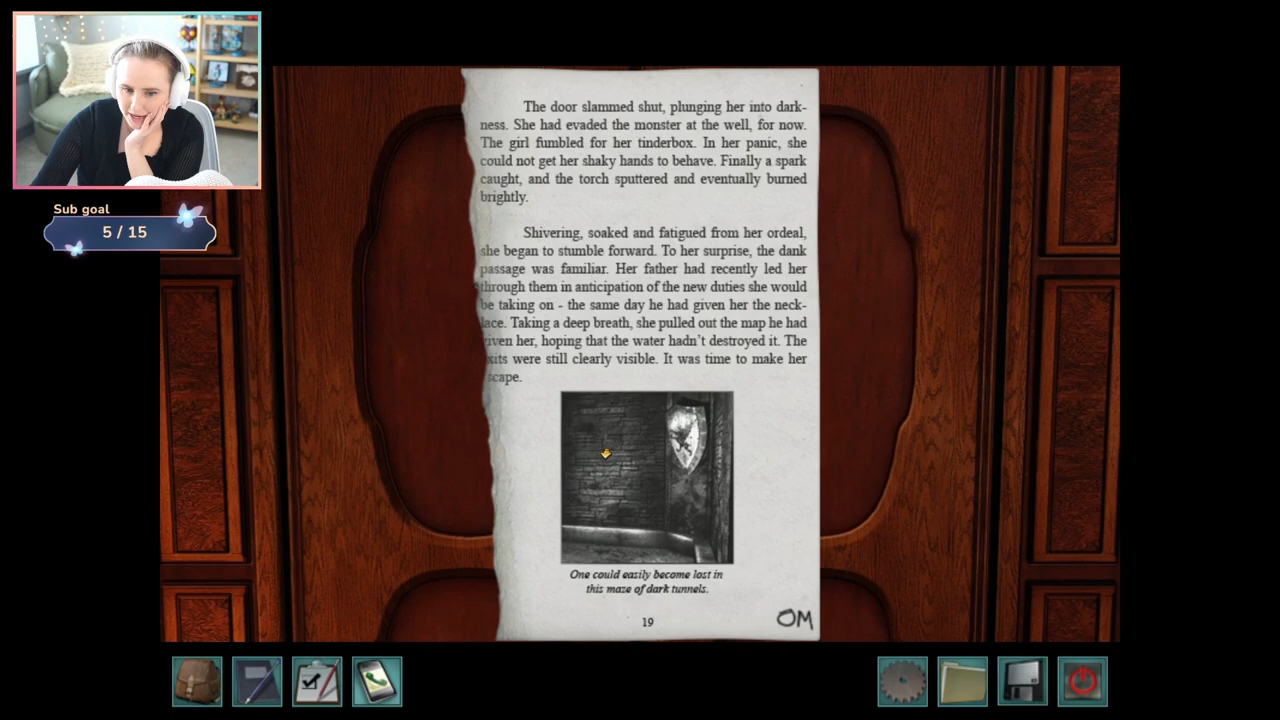 Sub goal
5 / 15
The door slammed shut, plunging her into dark-
ness. She had evaded the monster at the well, for now.
The girl fumbled for her tinderbox. In her panic, she
could not get her shaky hands to behave. Finally a spark
caught, and the torch sputtered and eventually burned
brightly.
Shivering, soaked and fatigued from her ordeal,
she began to stumble forward. To her surprise, the dank
passage was familiar. Her father had recently led her
through them in anticipation of the new duties she would
be taking on - the same day he had given her the neck-
lace. Taking a deep breath, she pulled out the map he had
given her, hoping that the water hadn't destroyed it. The
exits were still clearly visible. It was time to make her
escape.
One could easily become lost in
this maze of dark tunnels.
19
OM